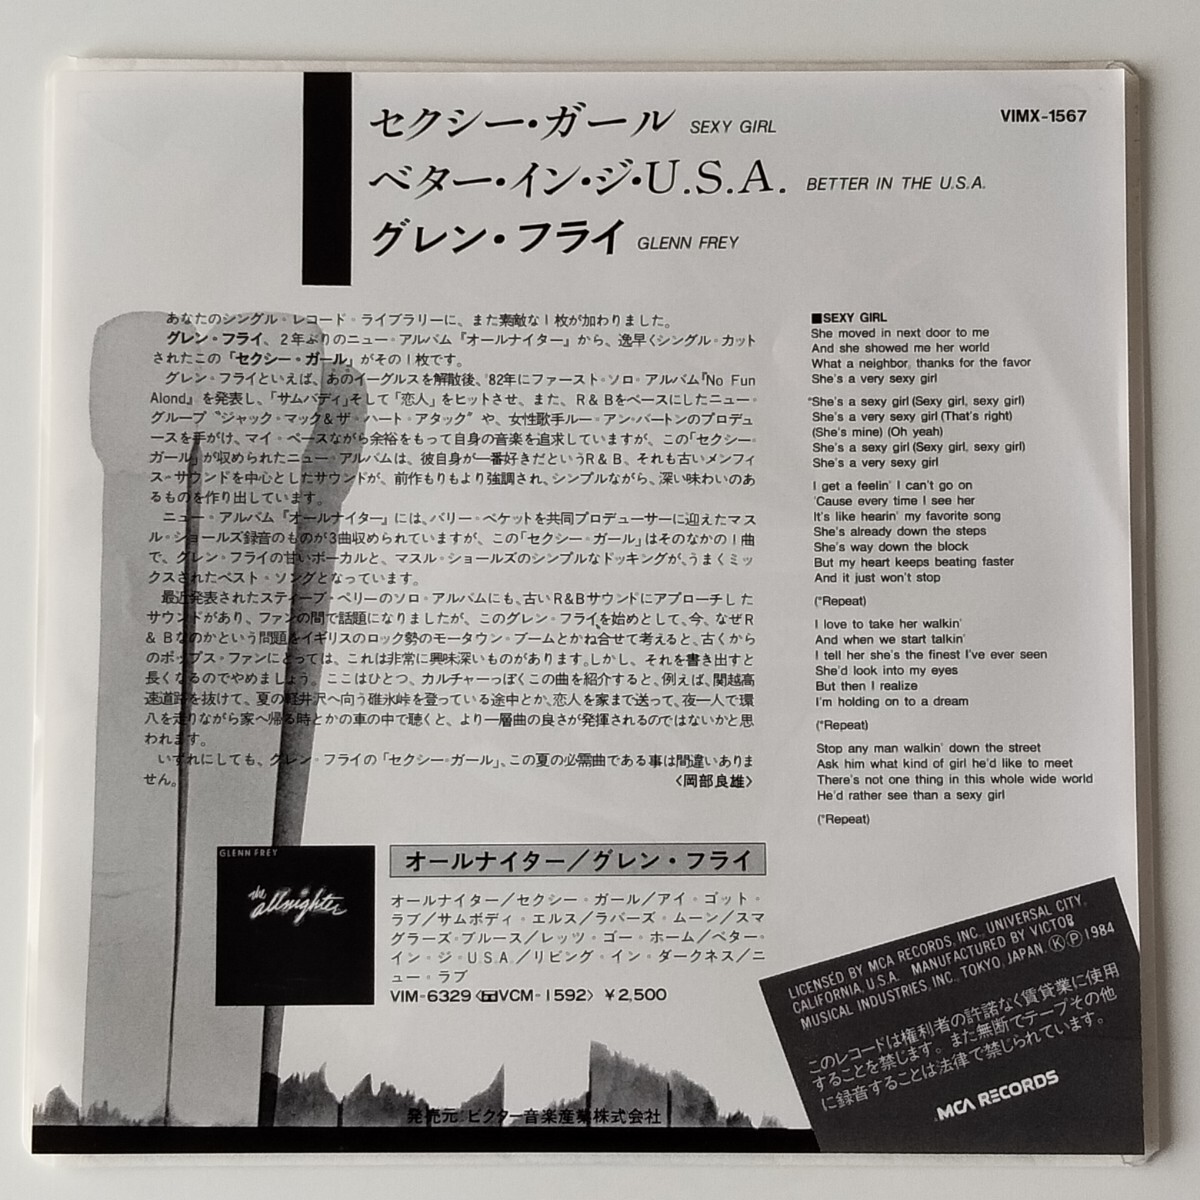 セクシー・ガール SEXY GIRL
ベター・イン・ジ・U.S.A. BETTER IN THE U.S.A.
グレン・フライ GLENN FREY
VIMX-1567
あなたのシングル・レコード・ライブラリーに、また素敵な1枚が加わりました。
グレン・フライ、2年ぶりのニュー・アルバム『オールナイター』から、逸早くシングル・カット
されたこの「セクシー・ガール」がその1枚です。
グレン・フライといえば、あのイーグルスを解散後、'82年にファースト・ソロ・アルバム『No Fun
Alond』を発表し、「サムバディ」そして「恋人」をヒットさせ、また、R&Bをベースにしたニュー・
グループ“ジャック・マック&ザ・ハート・アタック”や、女性歌手ルー・アン・バートンのプロデュ
ースを手がけ、マイ・ペースながら余裕をもって自身の音楽を追求していますが、この「セクシー・
ガール」が収められたニュー・アルバムは、彼自身が一番好きだというR&B、それも古いメンフィ
ス・サウンドを中心としたサウンドが、前作もりもより強調され、シンプルながら、深い味わいのあ
るものを作り出しています。
ニュー・アルバム『オールナイター』には、バリー・ベケットを共同プロデューサーに迎えたマス
ル・ショールズ録音のものが3曲収められていますが、この「セクシー・ガール」はそのなかの1曲
で、グレン・フライの甘いボーカルと、マスル・ショールズのシンプルなドッキングが、うまくミッ
クスされたベスト・ソングとなっています。
最近発表されたスティーブ・ペリーのソロ・アルバムにも、古いR&Bサウンドにアプローチした
サウンドがあり、ファンの間で話題になりましたが、このグレン・フライを始めとして、今、なぜR
&Bなのかという問題をイギリスのロック勢のモータウン・ブームとかね合せて考えると、古くから
のポップス・ファンにとっては、これは非常に興味深いものがあります。しかし、それを書き出すと
長くなるのでやめましょう。ここはひとつ、カルチャーっぽくこの曲を紹介すると、例えば、関越高
速道路を抜けて、夏の軽井沢へ向う碓氷峠を登っている途中とか、恋人を家まで送って、夜一人で環
八を走りながら家へ帰る時とかの車の中で聴くと、より一層曲の良さが発揮されるのではないかと思
われます。
いずれにしても、グレン・フライの「セクシー・ガール」、この夏の必需曲である事は間違いありま
せん。 〈岡部良雄〉
■SEXY GIRL
She moved in next door to me
And she showed me her world
What a neighbor, thanks for the favor
She's a very sexy girl
*She's a sexy girl (Sexy girl, sexy girl)
She's a very sexy girl (That's right)
(She's mine) (Oh yeah)
She's a sexy girl (Sexy girl, sexy girl)
She's a very sexy girl
I get a feelin' I can't go on
'Cause every time I see her
It's like hearin' my favorite song
She's already down the steps
She's way down the block
But my heart keeps beating faster
And it just won't stop
(*Repeat)
I love to take her walkin'
And when we start talkin'
I tell her she's the finest I've ever seen
She'd look into my eyes
But then I realize
I'm holding on to a dream
(*Repeat)
Stop any man walkin' down the street
Ask him what kind of girl he'd like to meet
There's not one thing in this whole wide world
He'd rather see than a sexy girl
(*Repeat)
GLENN FREY
the allnighter
オールナイター/グレン・フライ
オールナイター/セクシー・ガール/アイ・ゴット・
ラブ/サムボディ・エルス/ラバーズ・ムーン/スマ
グラーズ・ブルース/レッツ・ゴー・ホーム/ベター・
イン・ジ・U.S.A./リビング・イン・ダークネス/ニ
ュー・ラブ
VIM-6329〈VCM-1592〉 ¥2,500
LICENSED BY MCA RECORDS, INC., UNIVERSAL CITY,
CALIFORNIA, U.S.A. MANUFACTURED BY VICTOR
MUSICAL INDUSTRIES, INC., TOKYO, JAPAN. ⓀⓅ1984
このレコードは権利者の許諾なく賃貸業に使用
することを禁じます。また無断でテープその他
に録音することは法律で禁じられています。
MCA RECORDS
発売元:ビクター音楽産業株式会社